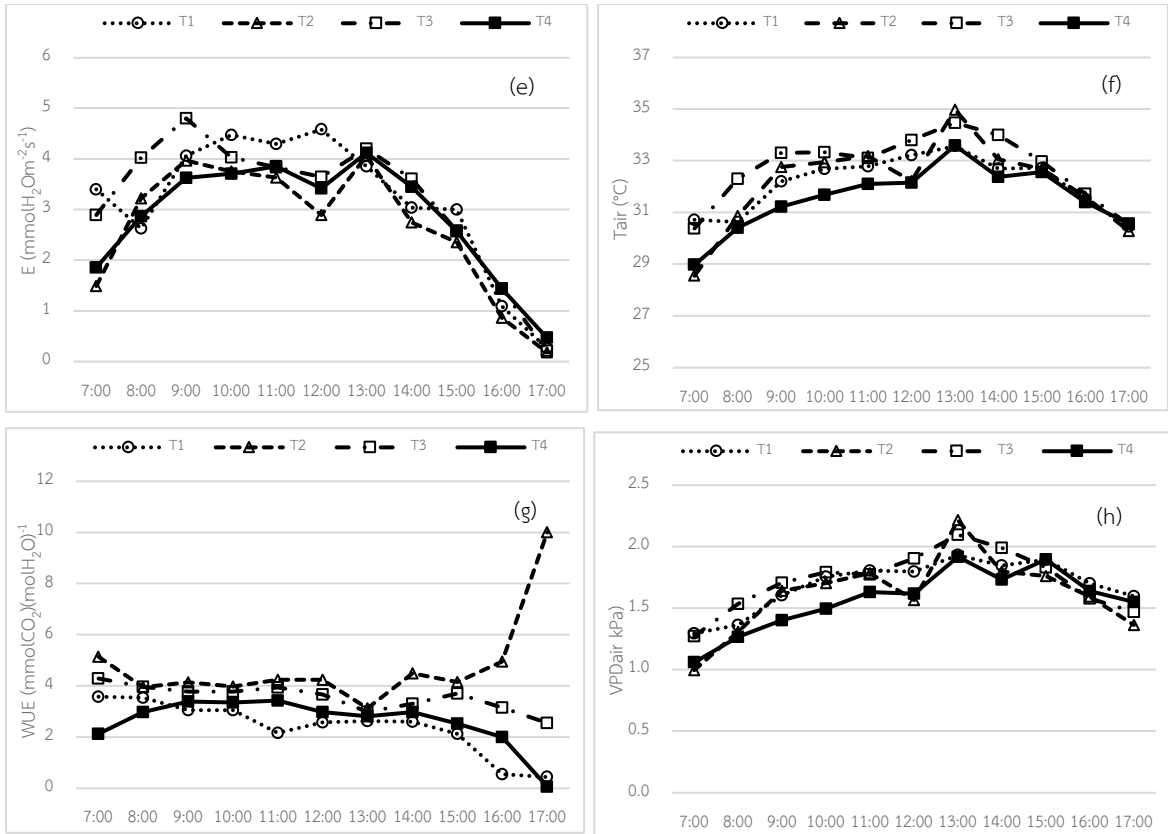 T1 T2 T3 T4
(e)
E (mmolH₂Om⁻²s⁻¹)
6
5
4
3
2
1
0
7:00 8:00 9:00 10:00 11:00 12:00 13:00 14:00 15:00 16:00 17:00
T1 T2 T3 T4
(f)
Tair (°C)
37
35
33
31
29
27
25
7:00 8:00 9:00 10:00 11:00 12:00 13:00 14:00 15:00 16:00 17:00
T1 T2 T3 T4
(g)
WUE (mmolCO₂)(molH₂O)⁻¹
12
10
8
6
4
2
0
7:00 8:00 9:00 10:00 11:00 12:00 13:00 14:00 15:00 16:00 17:00
T1 T2 T3 T4
(h)
VPDair kPa)
2.5
2.0
1.5
1.0
0.5
0.0
7:00 8:00 9:00 10:00 11:00 12:00 13:00 14:00 15:00 16:00 17:00